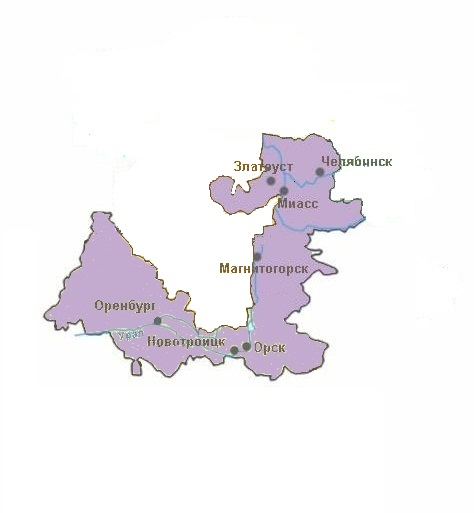 Челябинск
Златоуст
Миасс
Магнитогорск
Оренбург
Урал
Новотроицк
Орск